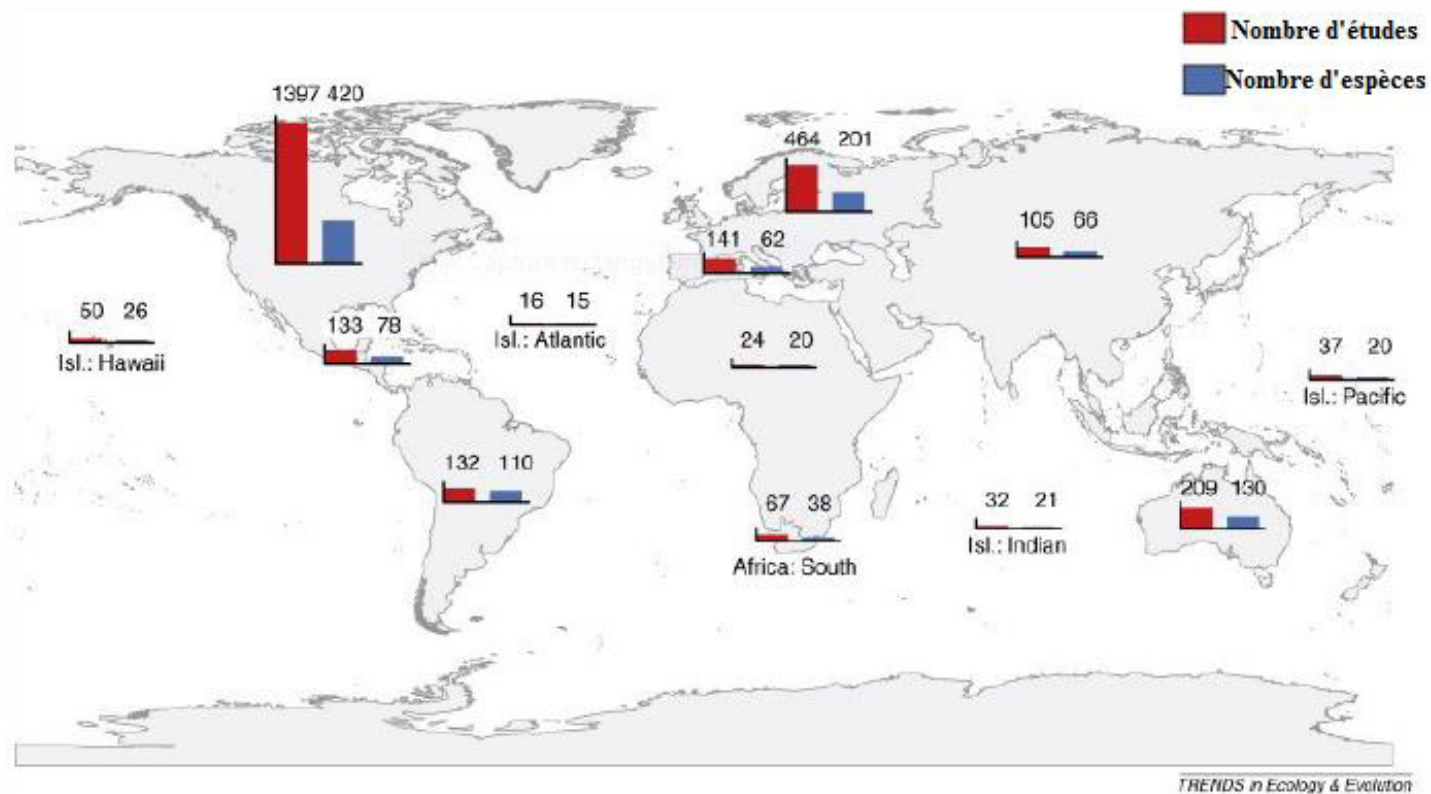 Nombre d'études
Nombre d'espèces
1397 420
464 201
141 62
105 66
50 26
Isl.: Hawaii
16 15
Isl.: Atlantic
133 78
24 20
37 20
Isl.: Pacific
132 110
67 38
Africa: South
32 21
Isl.: Indian
209 130
TRENDS in Ecology & Evolution